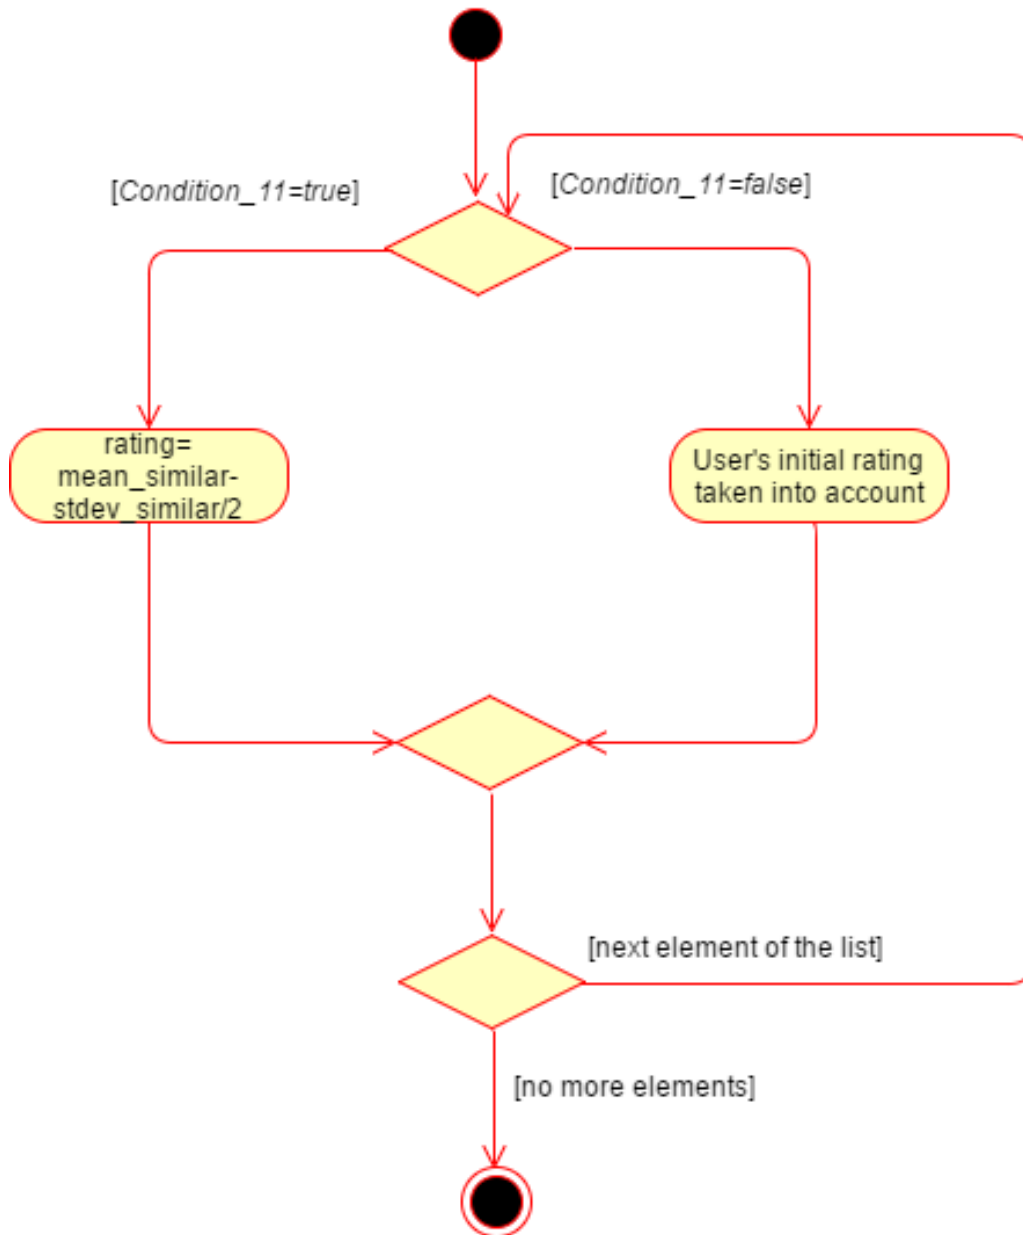 [Condition_11=true]
[Condition_11=false]
rating=
mean_similar-
stdev_similar/2
User's initial rating
taken into account
[next element of the list]
[no more elements]